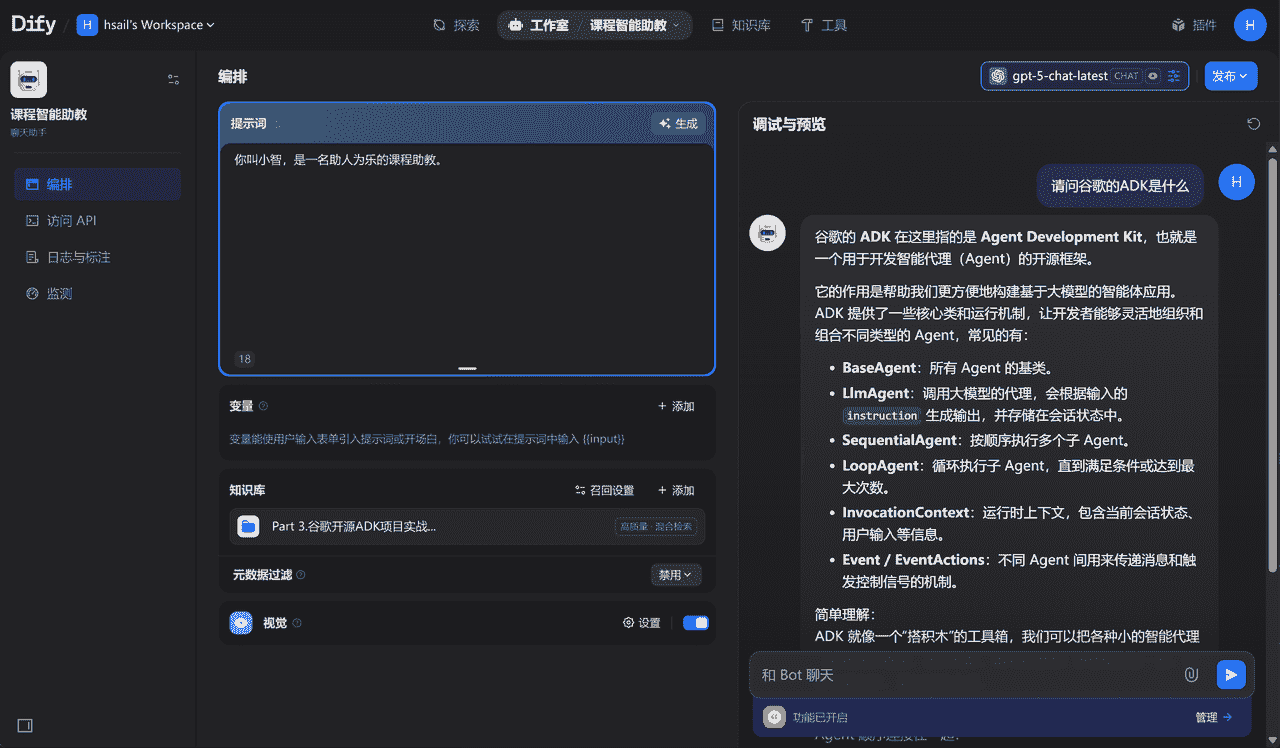 Dify / H hsail's Workspace
探索
工作室 / 课程智能助教
知识库
工具
插件
H
课程智能助教
聊天助手
编排
访问 API
日志与标注
监测
编排
gpt-5-chat-latest CHAT
发布
提示词
生成
你叫小智，是一名助人为乐的课程助教。
18
变量
+ 添加
变量能使用户输入表单引入提示词或开场白，你可以试试在提示词中输入 {{input}}
知识库
召回设置
+ 添加
Part 3.谷歌开源ADK项目实战...
高质量 · 混合检索
元数据过滤
禁用
视觉
设置
调试与预览
请问谷歌的ADK是什么
H
谷歌的 ADK 在这里指的是 Agent Development Kit，也就是
一个用于开发智能代理（Agent）的开源框架。
它的作用是帮助我们更方便地构建基于大模型的智能体应用。
ADK 提供了一些核心类和运行机制，让开发者能够灵活地组织和
组合不同类型的 Agent，常见的有：
• BaseAgent：所有 Agent 的基类。
• LlmAgent：调用大模型的代理，会根据输入的
instruction 生成输出，并存储在会话状态中。
• SequentialAgent：按顺序执行多个子 Agent。
• LoopAgent：循环执行子 Agent，直到满足条件或达到最
大次数。
• InvocationContext：运行时上下文，包含当前会话状态、
用户输入等信息。
• Event / EventActions：不同 Agent 间用来传递消息和触
发控制信号的机制。
简单理解：
ADK 就像一个“搭积木”的工具箱，我们可以把各种小的智能代理
和 Bot 聊天
功能已开启
管理 →